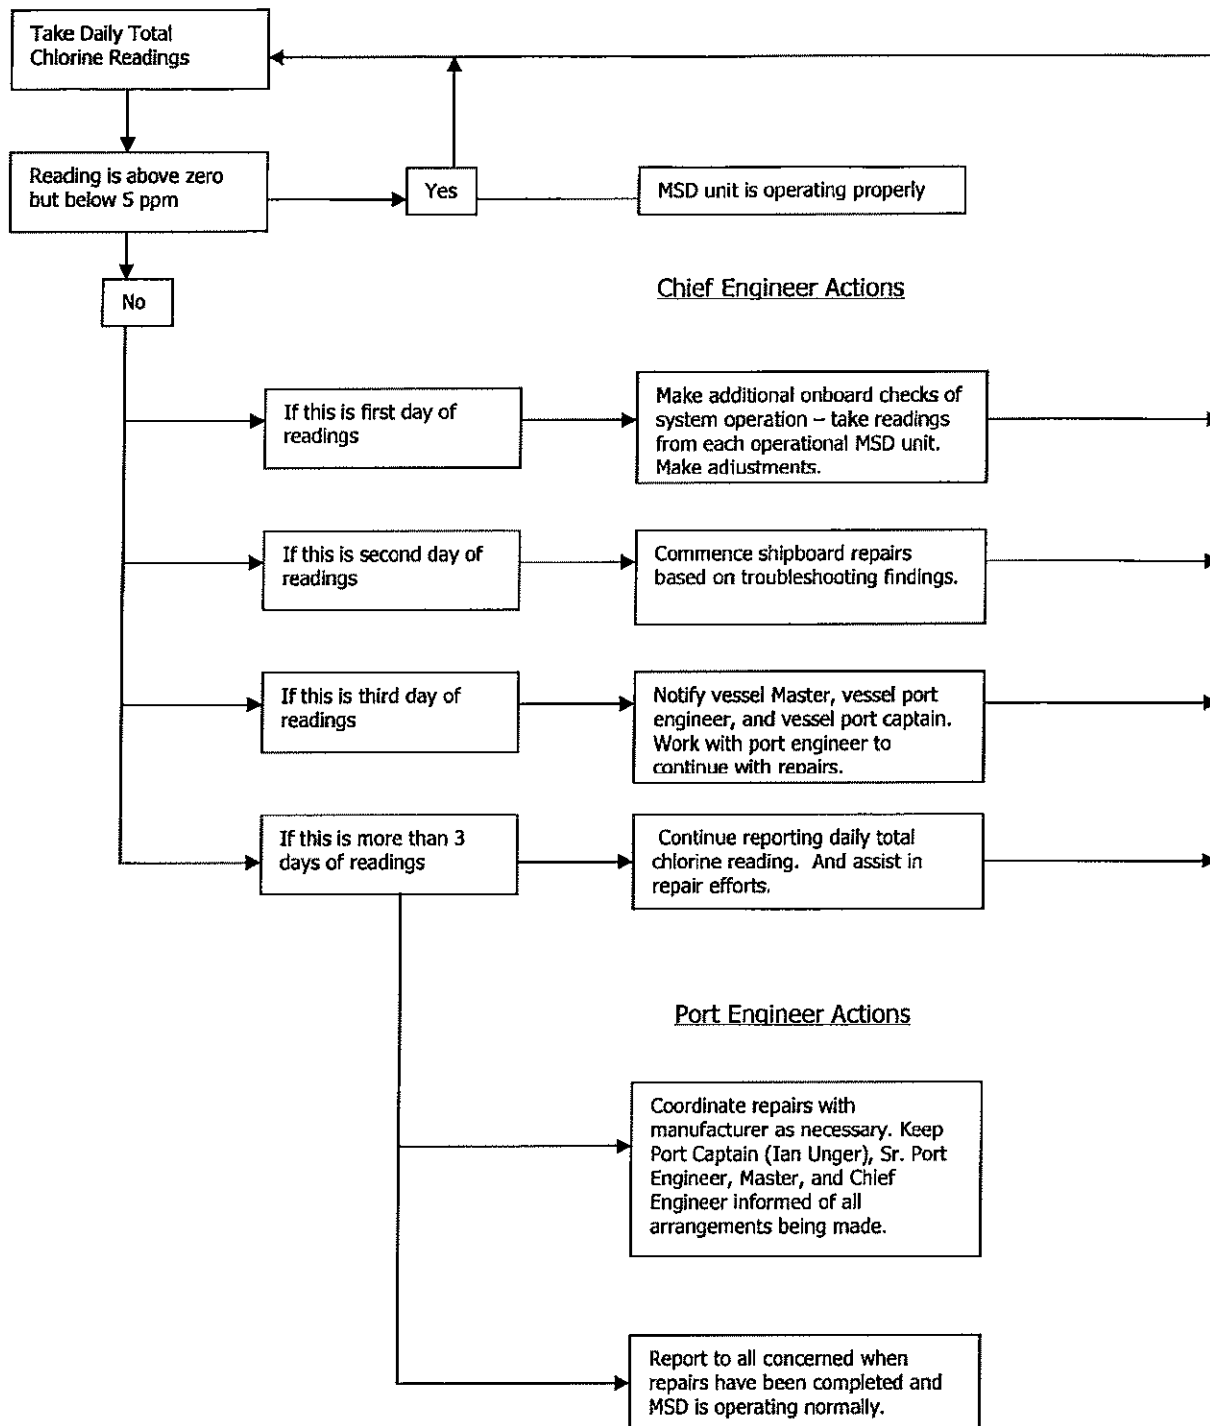 Take Daily Total
Chlorine Readings
Reading is above zero
but below 5 ppm
Yes
MSD unit is operating properly
No
Chief Engineer Actions
If this is first day of
readings
Make additional onboard checks of
system operation – take readings
from each operational MSD unit.
Make adjustments.
If this is second day of
readings
Commence shipboard repairs
based on troubleshooting findings.
If this is third day of
readings
Notify vessel Master, vessel port
engineer, and vessel port captain.
Work with port engineer to
continue with repairs.
If this is more than 3
days of readings
Continue reporting daily total
chlorine reading. And assist in
repair efforts.
Port Engineer Actions
Coordinate repairs with
manufacturer as necessary. Keep
Port Captain (Ian Unger), Sr. Port
Engineer, Master, and Chief
Engineer informed of all
arrangements being made.
Report to all concerned when
repairs have been completed and
MSD is operating normally.